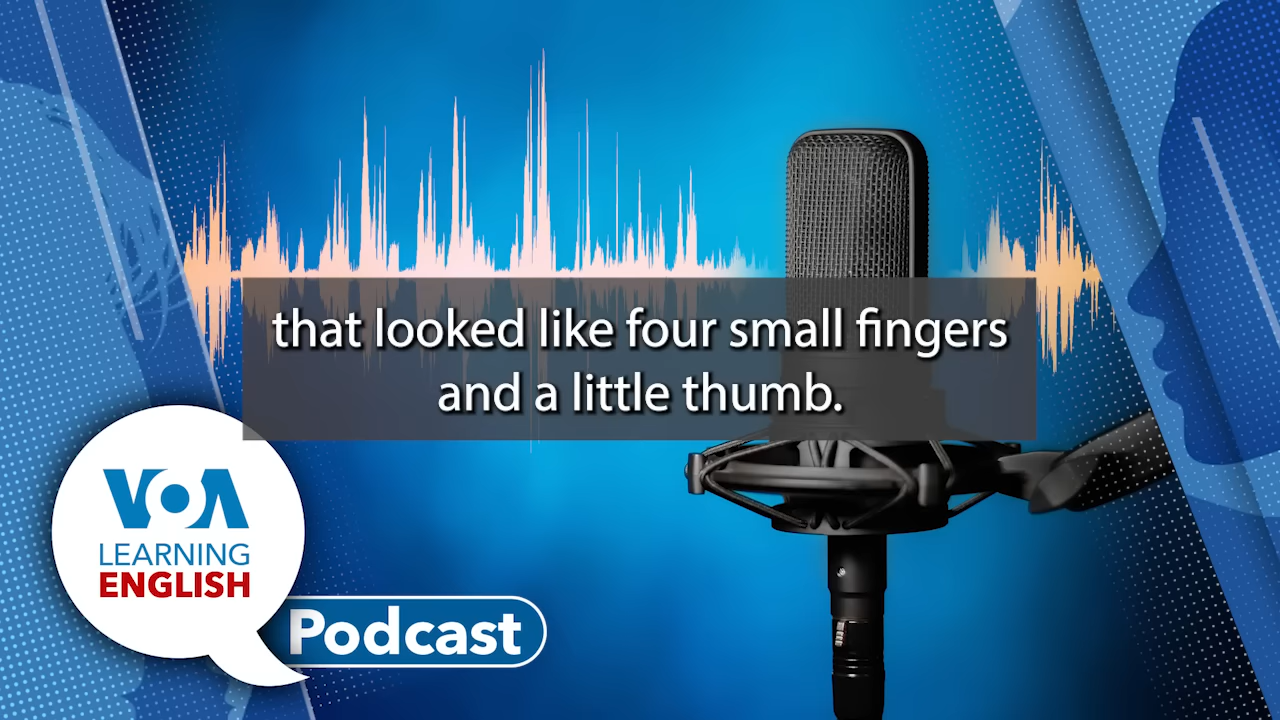 that looked like four small fingers
and a little thumb.
VOA
LEARNING
ENGLISH
Podcast